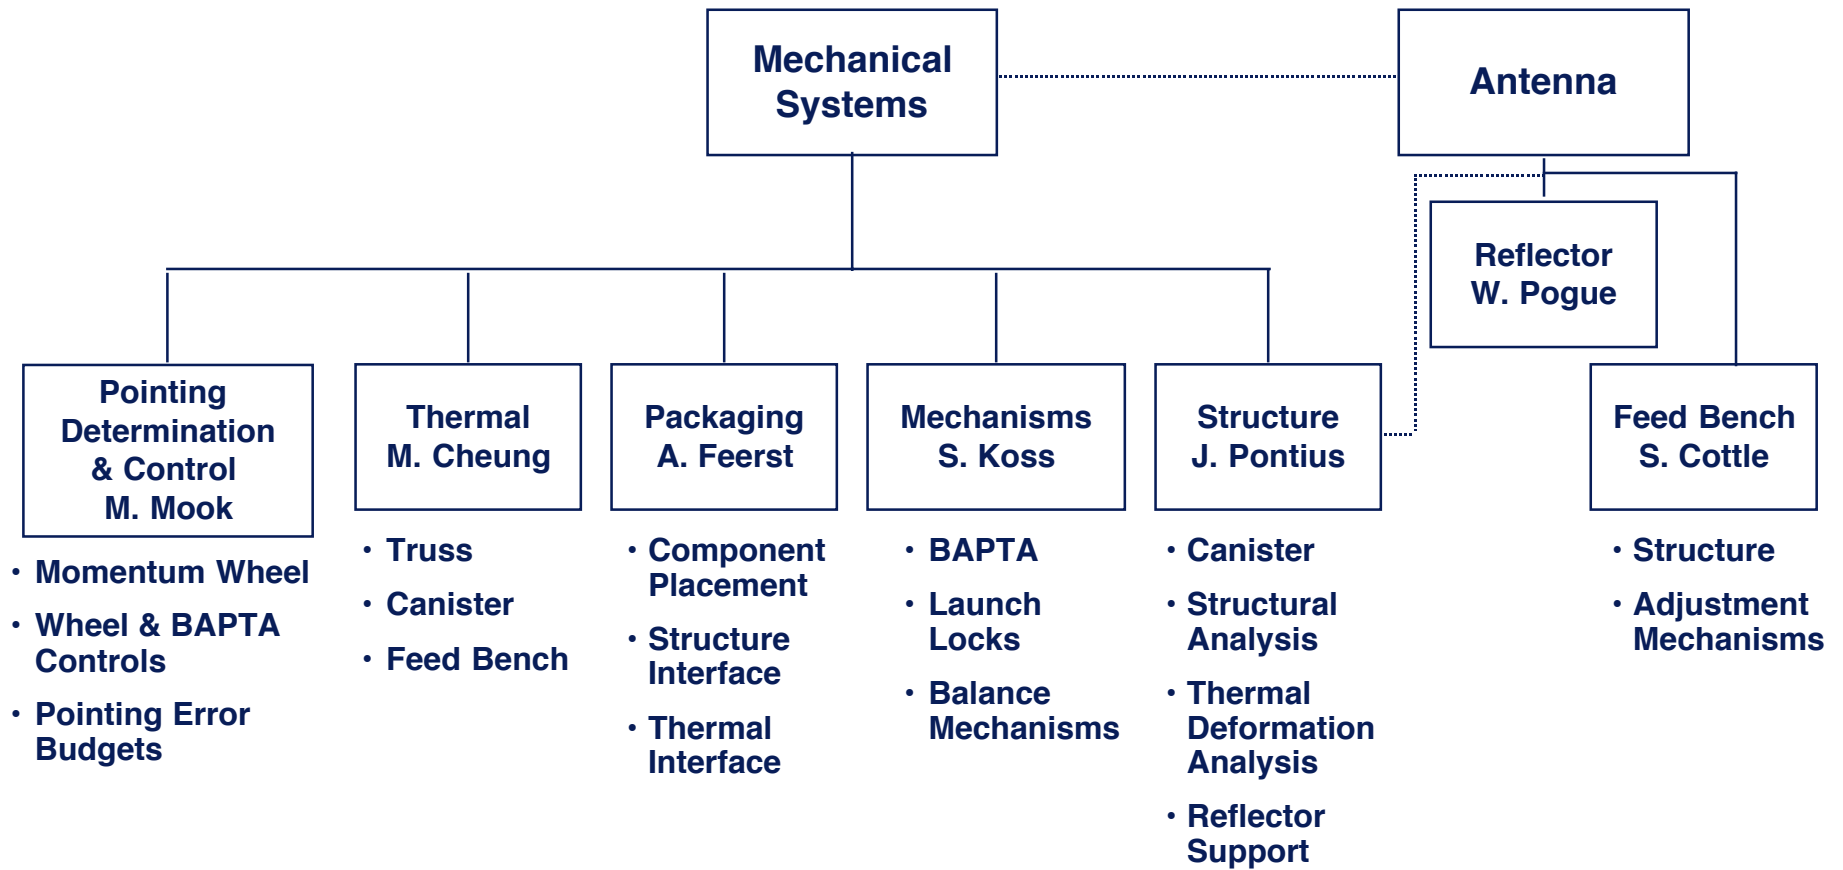 Mechanical
Systems
Antenna
Reflector
W. Pogue
Pointing
Determination
& Control
M. Mook
Thermal
M. Cheung
Packaging
A. Feerst
Mechanisms
S. Koss
Structure
J. Pontius
Feed Bench
S. Cottle
• Momentum Wheel
• Wheel & BAPTA
Controls
• Pointing Error
Budgets
• Truss
• Canister
• Feed Bench
• Component
Placement
• Structure
Interface
• Thermal
Interface
• BAPTA
• Launch
Locks
• Balance
Mechanisms
• Canister
• Structural
Analysis
• Thermal
Deformation
Analysis
• Reflector
Support
• Structure
• Adjustment
Mechanisms